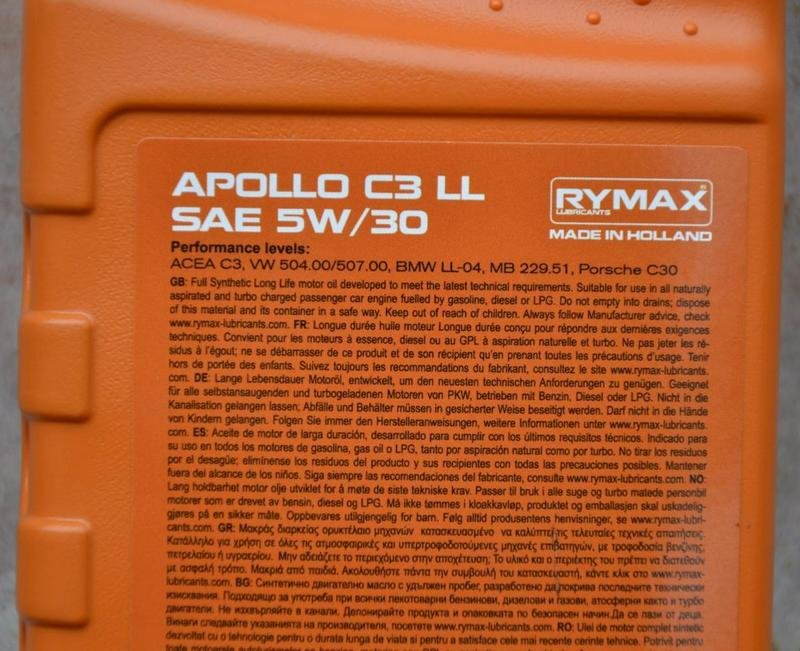 APOLLO C3 LL
SAE 5W/30
RYMAX®
LUBRICANTS
MADE IN HOLLAND
Performance levels:
ACEA C3, VW 504.00/507.00, BMW LL-04, MB 229.51, Porsche C30
GB: Full Synthetic Long Life motor oil developed to meet the latest technical requirements. Suitable for use in all naturally
aspirated and turbo charged passenger car engine fuelled by gasoline, diesel or LPG. Do not empty into drains; dispose
of this material and its container in a safe way. Keep out of reach of children. Always follow Manufacturer advice, check
www.rymax-lubricants.com. FR: Longue durée huile moteur Longue durée conçu pour répondre aux dernières exigences
techniques. Convient pour les moteurs à essence, diesel ou au GPL à aspiration naturelle et turbo. Ne pas jeter les ré-
sidus à l'égout; ne se débarrasser de ce produit et de son récipient qu'en prenant toutes les précautions d'usage. Tenir
hors de portée des enfants. Suivez toujours les recommandations du fabrikant, consultez le site www.rymax-lubricants.
com. DE: Lange Lebensdauer Motoröl, entwickelt, um den neuesten technischen Anforderungen zu genügen. Geeignet
für alle selbstansaugenden und turbogeladenen Motoren von PKW, betrieben mit Benzin, Diesel oder LPG. Nicht in die
Kanalisation gelangen lassen; Abfälle und Behälter müssen in gesicherter Weise beseitigt werden. Darf nicht in die Hände
von Kindern gelangen. Folgen Sie immer den Herstelleranweisungen, weitere Informationen unter www.rymax-lubricants.
com. ES: Aceite de motor de larga duración, desarrollado para cumplir con los últimos requisitos técnicos. Indicado para
su uso en todos los motores de gasolina, gas oil o LPG, tanto por aspiración natural como por turbo. No tirar los residuos
por el desagüe; elimínense los residuos del producto y sus recipientes con todas las precauciones posibles. Mantener
fuera del alcance de los niños. Siga siempre las recomendaciones del fabricante, consulte www.rymax-lubricants.com. NO:
Lang holdbarhet motor olje utviklet for å møte de siste tekniske krav. Passer til bruk i alle suge og turbo matede personbil
motorer som er drevet av bensin, diesel og LPG. Må ikke tømmes i kloakkavløp, produktet og emballasjen skal uskadelig-
gjøres på en sikker måte. Oppbevares utilgjengelig for barn. Følg alltid produsentens henvisninger, se www.rymax-lubri-
cants.com. GR: Μακράς διαρκείας ορυκτέλαιο μηχανών κατασκευασμένο να καλύπτει τις τελευταίες τεχνικές απαιτήσεις.
Κατάλληλο για χρήση σε όλες τις ατμοσφαιρικές και υπερτροφοδοτούμενες μηχανές επιβατηγών, με τροφοδοσία βενζίνης,
πετρελαίου ή υγραερίου. Μην αδειάζετε το περιεχόμενο στην αποχέτευση; Το υλικό και ο περιέκτης του πρέπει να διατεθούν
με ασφαλή τρόπο. Μακριά από παιδιά. Ακολουθήστε πάντα την συμβουλή του κατασκευαστή, κάντε κλικ στο www.rymax-
lubricants.com. BG: Синтетично двигателно масло с удължен пробег, разработено да покрива последните технически
изисквания. Подходящо за употреба при всички лекотоварни бензинови, дизелови и газови, атосферни както и турбо
двигатели. Не изхвърляйте в канали. Депонирайте продукта и опаковката по безопасен начин.Да се пази от деца.
Винаги следвайте указанията на производителя, посетете www.rymax-lubricants.com. RO: Ulei de motor complet sintetic
dezvoltat cu o tehnologie pentru o durata lunga de viata si pentru a satisface cele mai recente cerinte tehnice. Pentru
toate motoarele